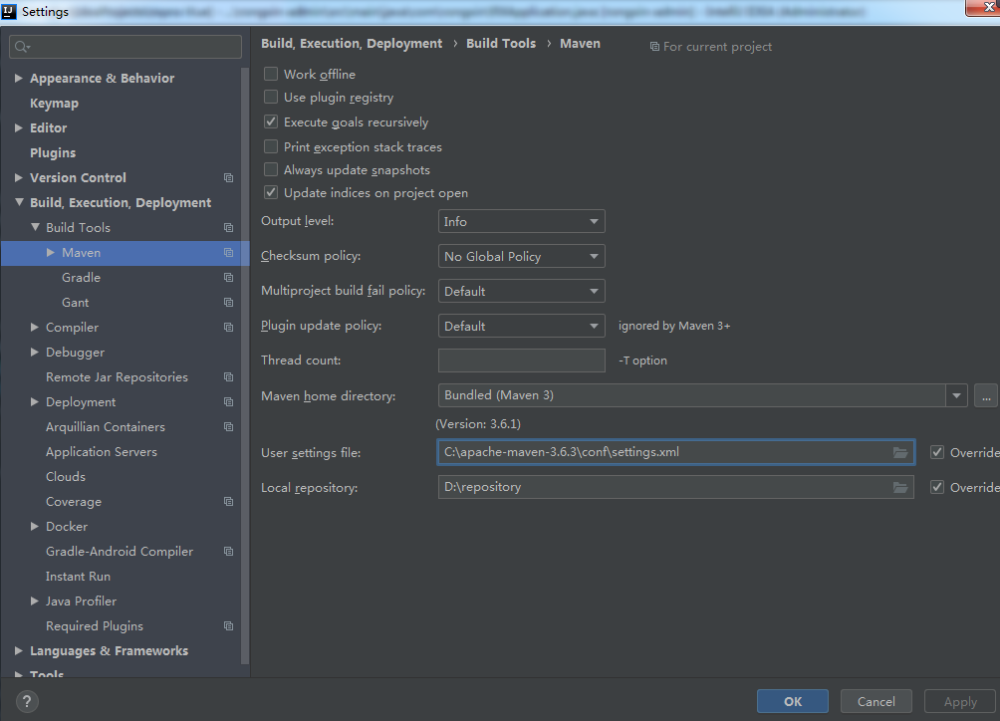 Settings
Appearance & Behavior
Keymap
Editor
Plugins
Version Control
Build, Execution, Deployment
Build Tools
Maven
Gradle
Gant
Compiler
Debugger
Remote Jar Repositories
Deployment
Arquillian Containers
Application Servers
Clouds
Coverage
Docker
Gradle-Android Compiler
Instant Run
Java Profiler
Required Plugins
Languages & Frameworks
Tools
Build, Execution, Deployment › Build Tools › Maven For current project
Work offline
Use plugin registry
Execute goals recursively
Print exception stack traces
Always update snapshots
Update indices on project open
Output level: Info
Checksum policy: No Global Policy
Multiproject build fail policy: Default
Plugin update policy: Default ignored by Maven 3+
Thread count: -T option
Maven home directory: Bundled (Maven 3) ...
(Version: 3.6.1)
User settings file: C:\apache-maven-3.6.3\conf\settings.xml Override
Local repository: D:\repository Override
? OK Cancel Apply